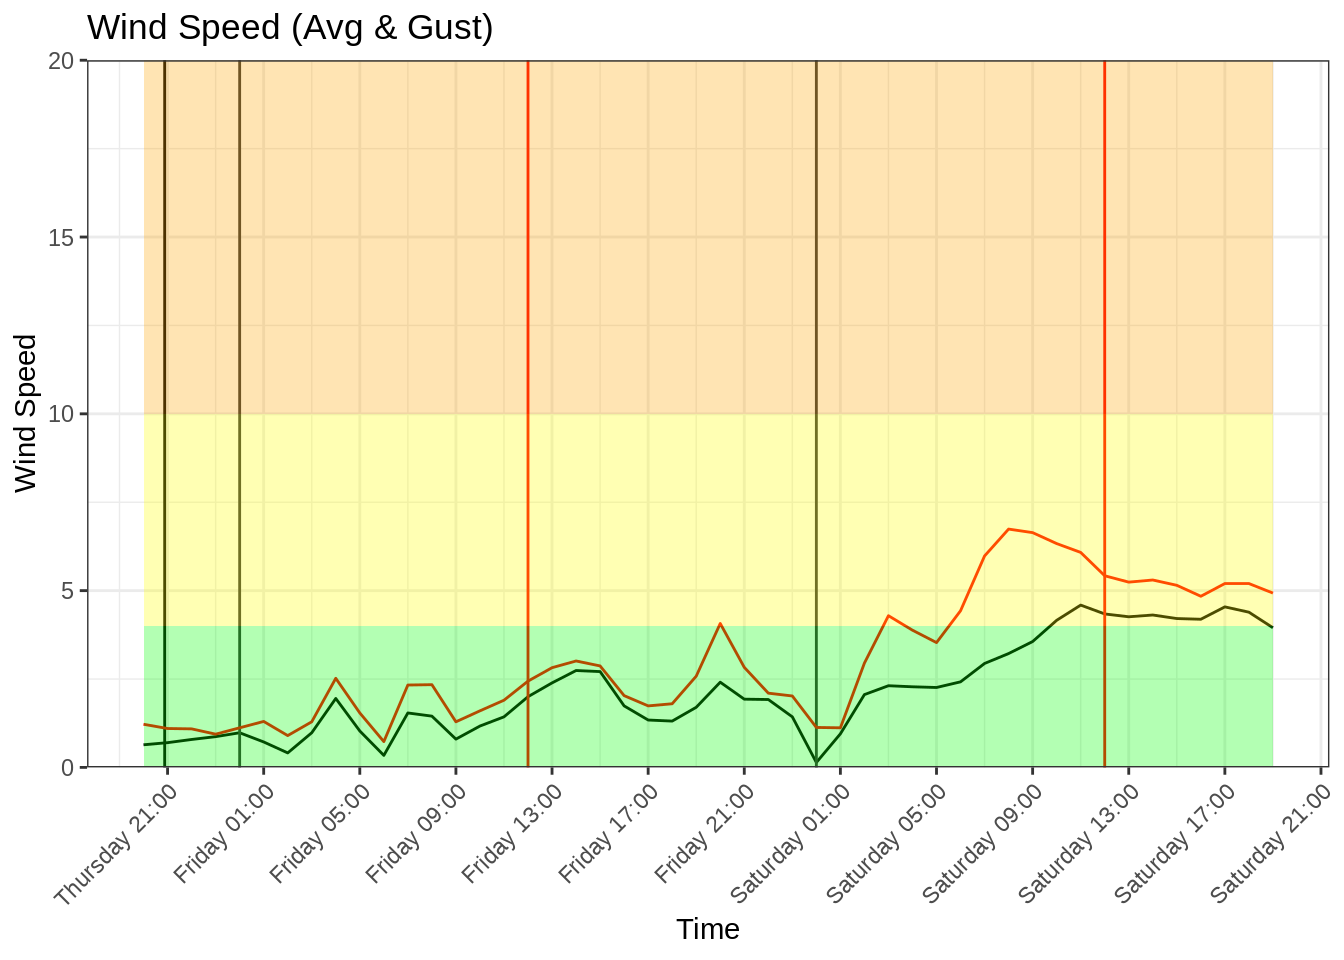 Wind Speed (Avg & Gust)
Wind Speed
20
15
10
5
0
Thursday 21:00
Friday 01:00
Friday 05:00
Friday 09:00
Friday 13:00
Friday 17:00
Friday 21:00
Saturday 01:00
Saturday 05:00
Saturday 09:00
Saturday 13:00
Saturday 17:00
Saturday 21:00
Time